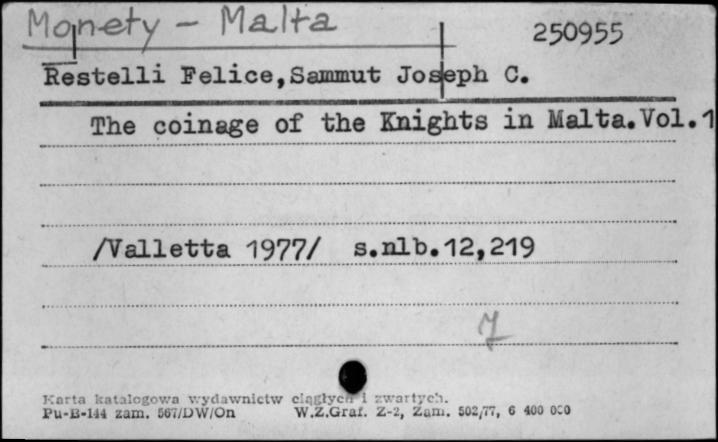 Monety - Malta
250955
Restelli Felice,Sammut Joseph C.
The coinage of the Knights in Malta.Vol.1
/Valletta 1977/ s.nlb.12,219
Karta katalogowa wydawnictw ciągłych i zwartych.
Pu-B-144 zam. 567/DW/On W.Z.Graf. Z-2, Zam. 502/77, 6 400 000